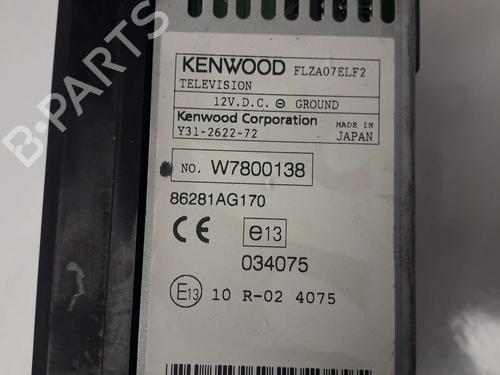 KENWOOD FLZA07ELF2
TELEVISION
12V.D.C. ⊖ GROUND
Kenwood Corporation MADE IN
Y31-2622-72 JAPAN
NO. W7800138
86281AG170
CE e13
034075
E13 10 R-02 4075
B-PARTS